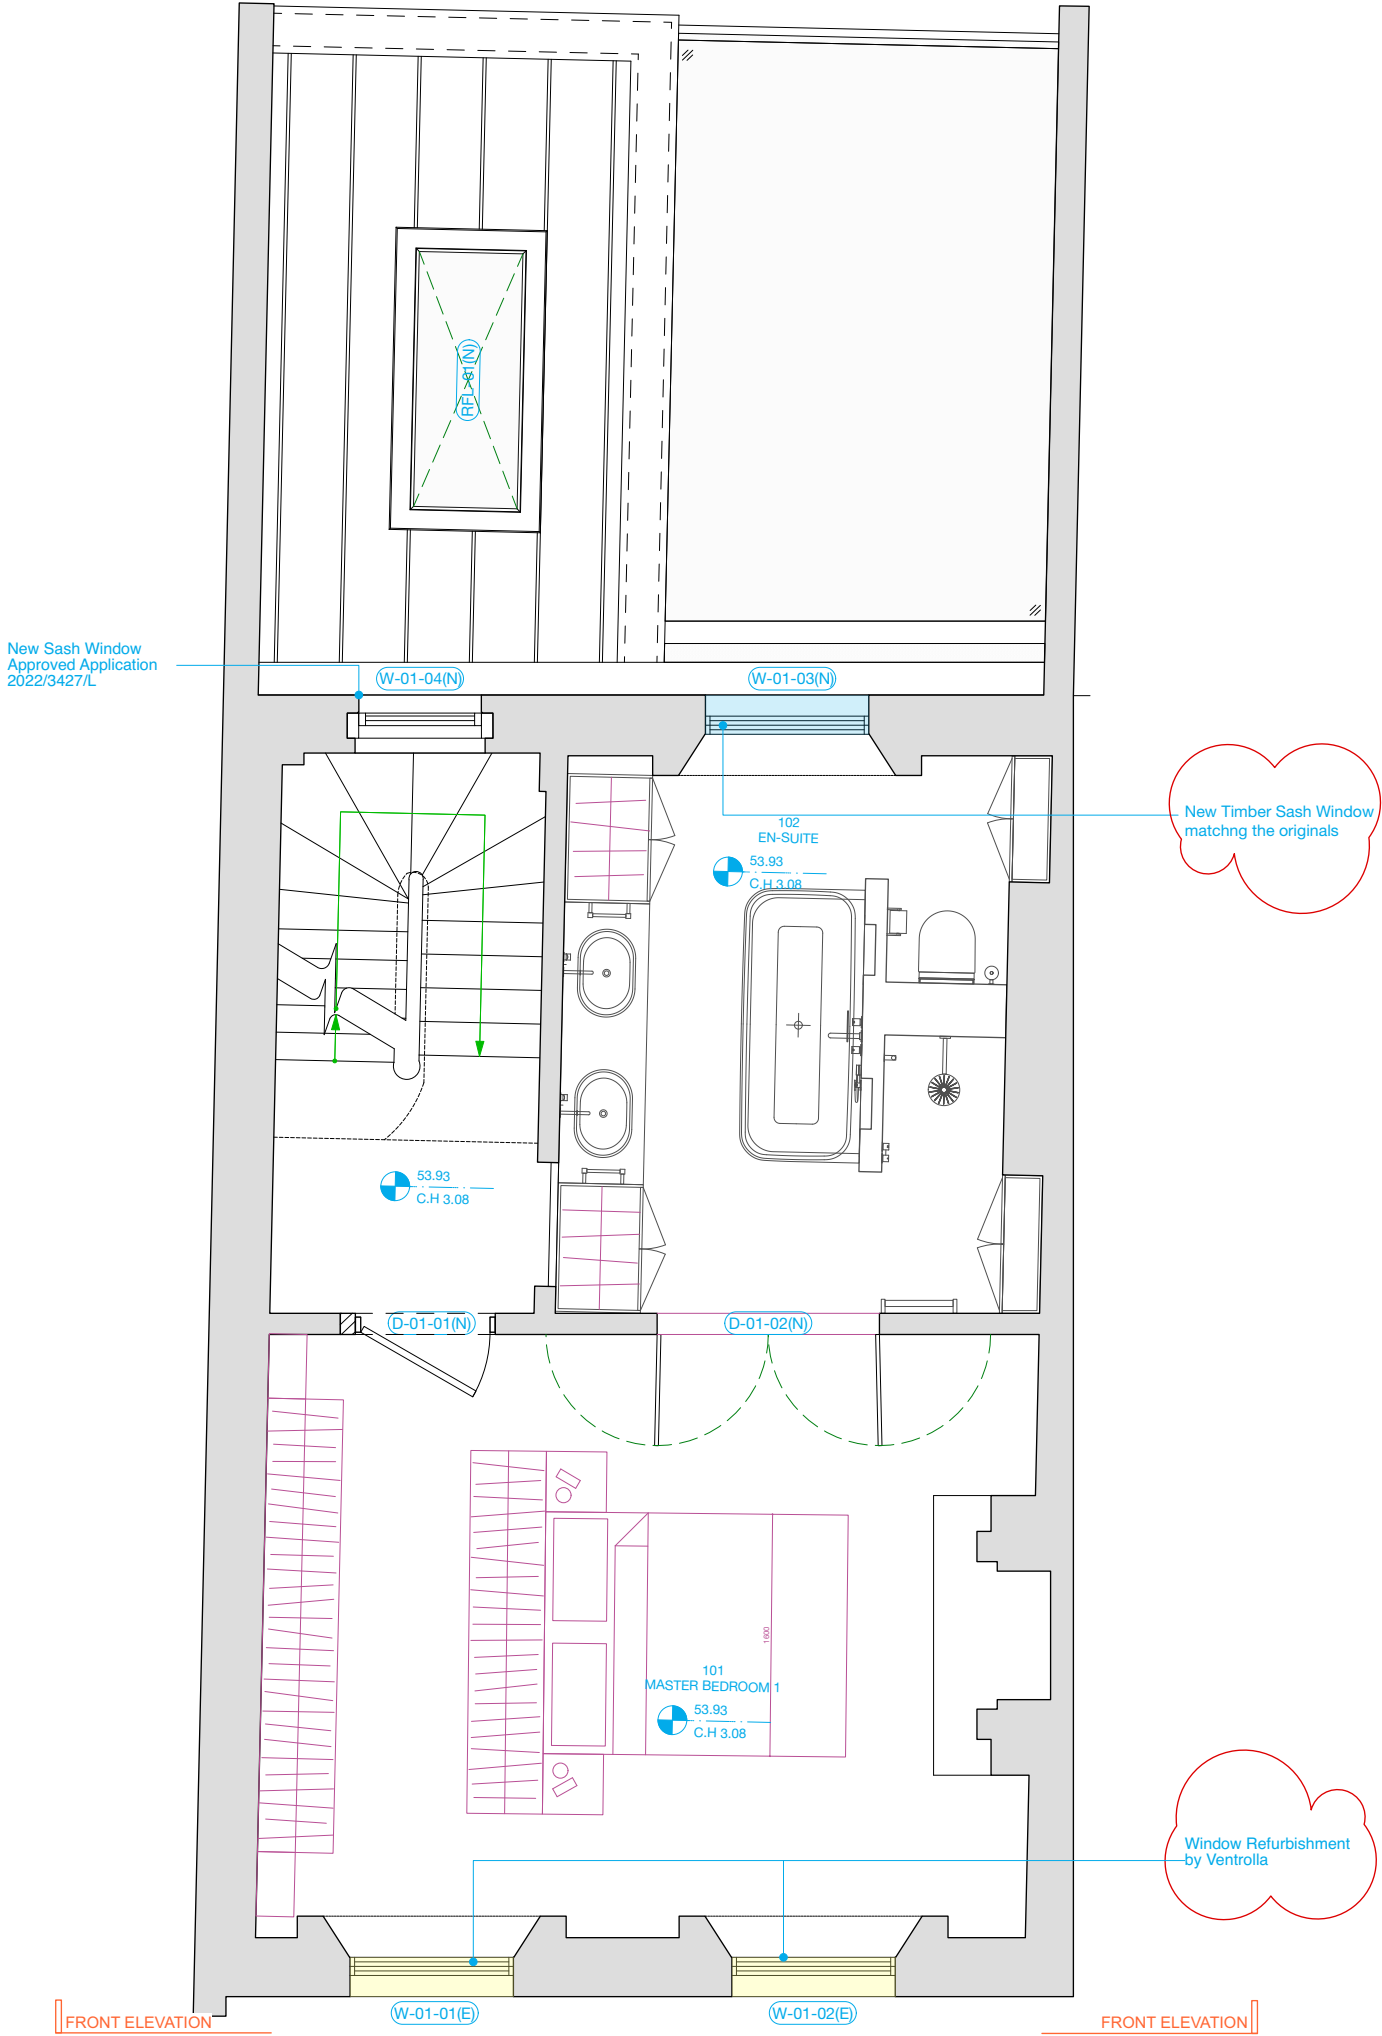 RFL-01(N)
New Sash Window
Approved Application
2022/3427/L
W-01-04(N)
W-01-03(N)
New Timber Sash Window
matchng the originals
102
EN-SUITE
53.93
C.H 3.08
53.93
C.H 3.08
D-01-01(N)
D-01-02(N)
1600
101
MASTER BEDROOM 1
53.93
C.H 3.08
Window Refurbishment
by Ventrolla
W-01-01(E)
W-01-02(E)
FRONT ELEVATION
FRONT ELEVATION